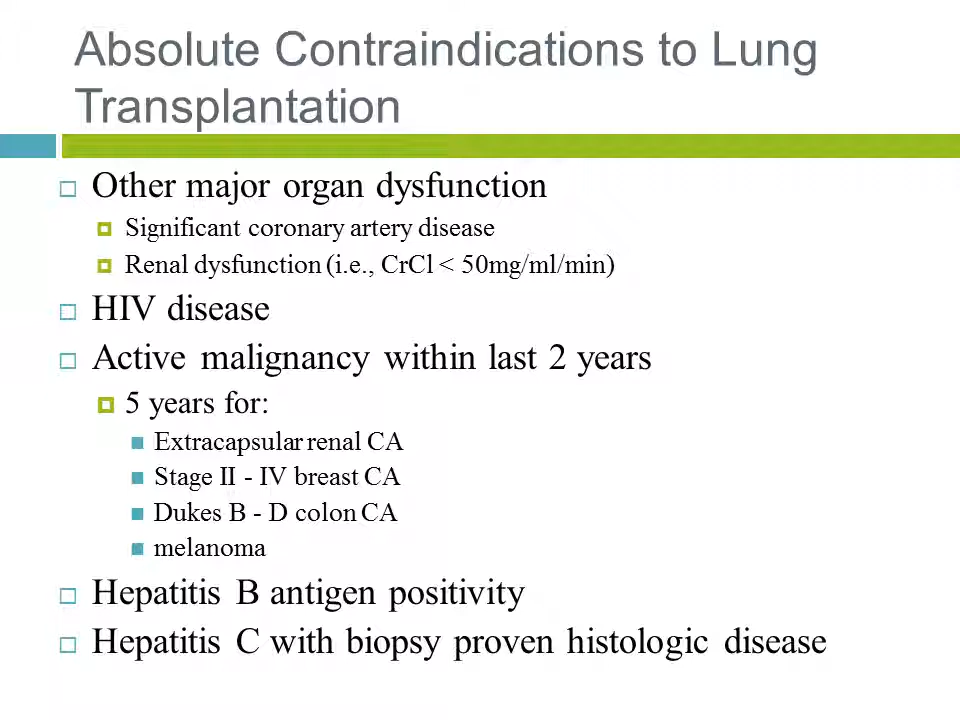 Absolute Contraindications to Lung
Transplantation
Other major organ dysfunction
Significant coronary artery disease
Renal dysfunction (i.e., CrCl < 50mg/ml/min)
HIV disease
Active malignancy within last 2 years
5 years for:
Extracapsular renal CA
Stage II - IV breast CA
Dukes B - D colon CA
melanoma
Hepatitis B antigen positivity
Hepatitis C with biopsy proven histologic disease